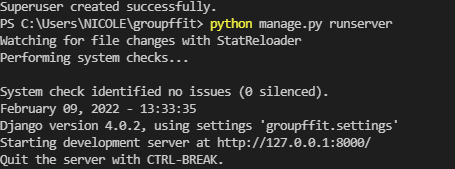 Superuser created successfully.
PS C:\Users\NICOLE\groupffit> python manage.py runserver
Watching for file changes with StatReloader
Performing system checks...

System check identified no issues (0 silenced).
February 09, 2022 - 13:33:35
Django version 4.0.2, using settings 'groupffit.settings'
Starting development server at http://127.0.0.1:8000/
Quit the server with CTRL-BREAK.